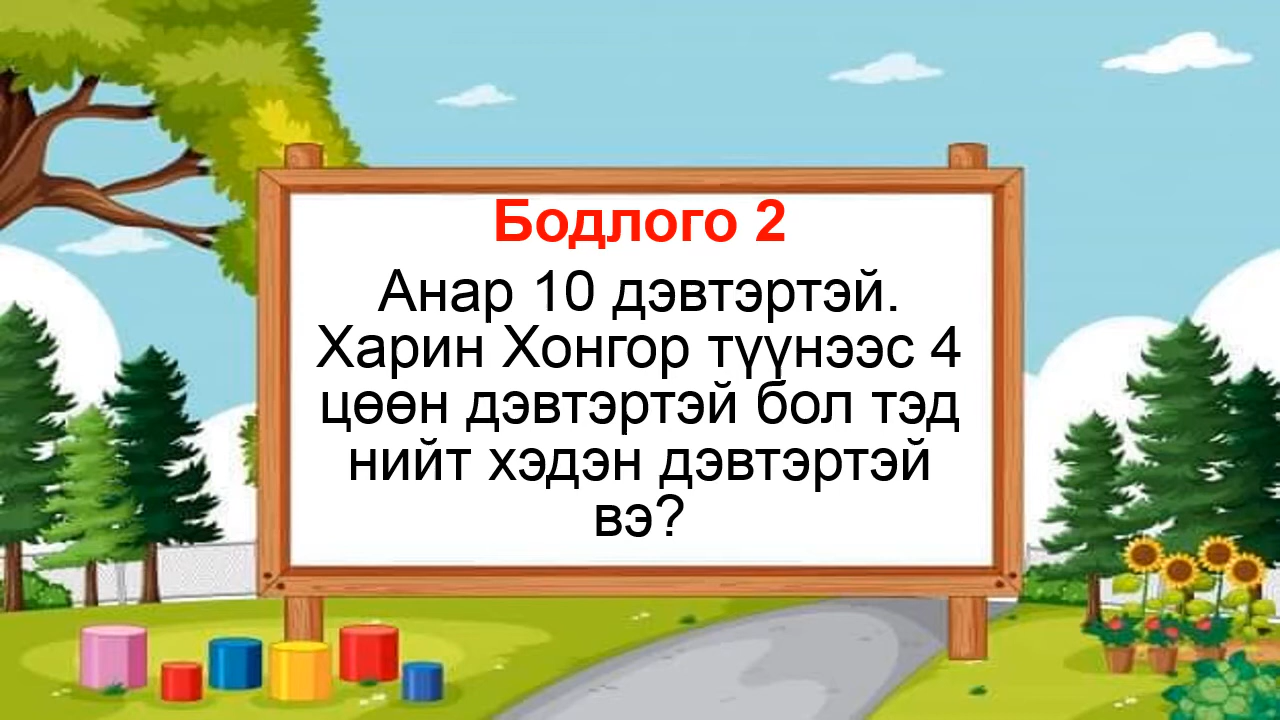 Бодлого 2
Анар 10 дэвтэртэй.
Харин Хонгор түүнээс 4
цөөн дэвтэртэй бол тэд
нийт хэдэн дэвтэртэй
вэ?